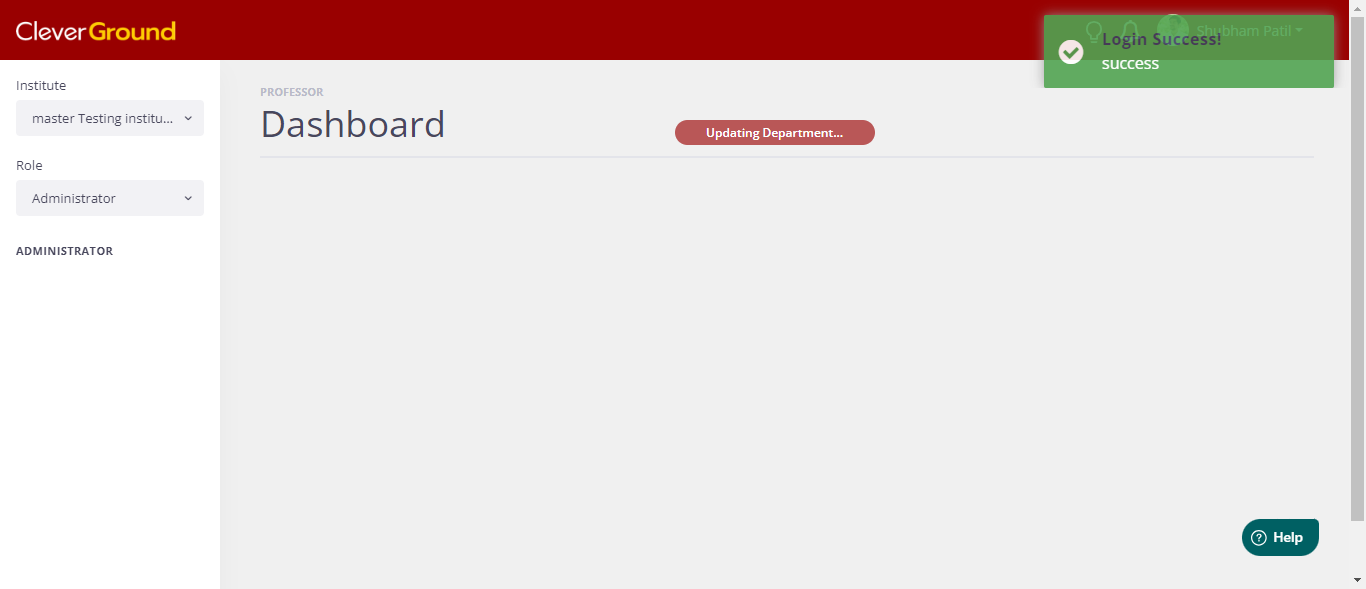 CleverGround
Shubham Patil
Login Success!
success
Institute
master Testing institu...
Role
Administrator
ADMINISTRATOR
PROFESSOR
Dashboard
Updating Department...
Help